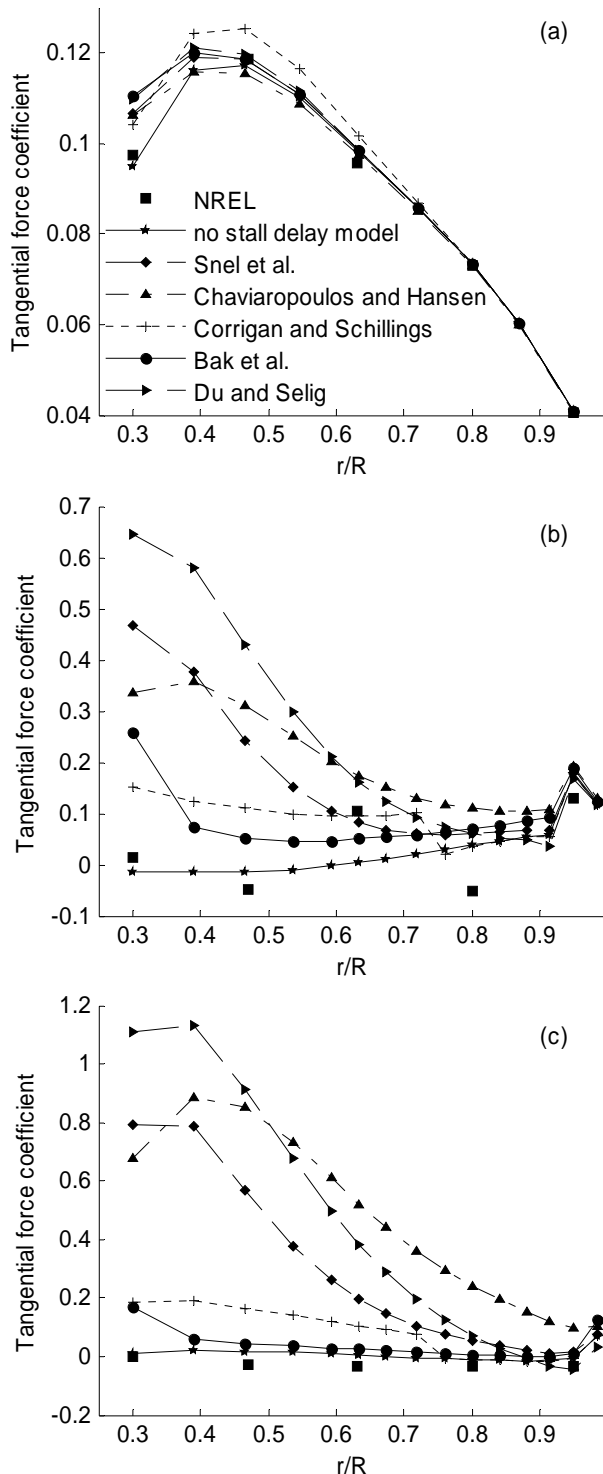 (a)
0.12
0.1
0.08
0.06
0.04
Tangential force coefficient
NREL
no stall delay model
Snel et al.
Chaviaropoulos and Hansen
Corrigan and Schillings
Bak et al.
Du and Selig
0.3 0.4 0.5 0.6 0.7 0.8 0.9
r/R
(b)
0.7
0.6
0.5
0.4
0.3
0.2
0.1
0
-0.1
Tangential force coefficient
0.3 0.4 0.5 0.6 0.7 0.8 0.9
r/R
(c)
1.2
1
0.8
0.6
0.4
0.2
0
-0.2
Tangential force coefficient
0.3 0.4 0.5 0.6 0.7 0.8 0.9
r/R